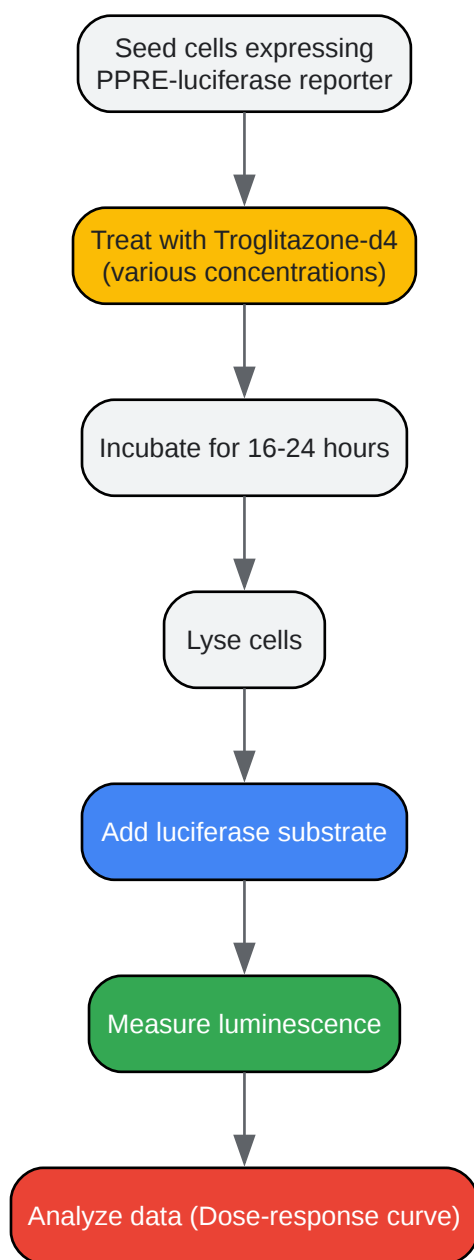 Seed cells expressing
PPRE-luciferase reporter
Treat with Troglitazone-d4
(various concentrations)
Incubate for 16-24 hours
Lyse cells
Add luciferase substrate
Measure luminescence
Analyze data (Dose-response curve)